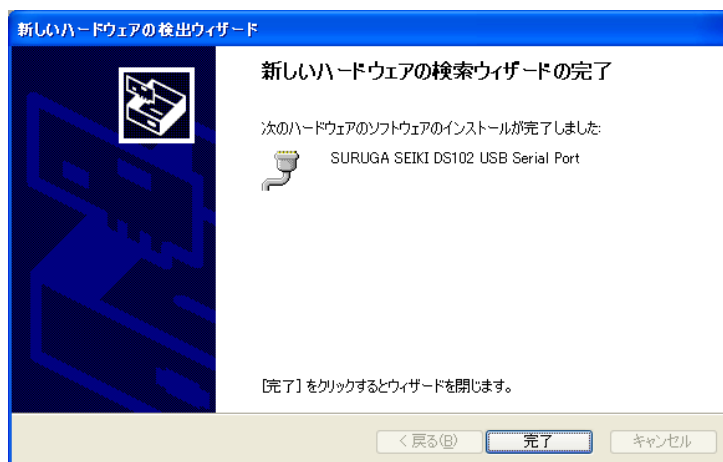 新しいハードウェアの検出ウィザード
新しいハードウェアの検索ウィザードの完了
次のハードウェアのソフトウェアのインストールが完了しました:
SURUGA SEIKI DS102 USB Serial Port
[完了] をクリックするとウィザードを閉じます。
< 戻る(B)
完了
キャンセル